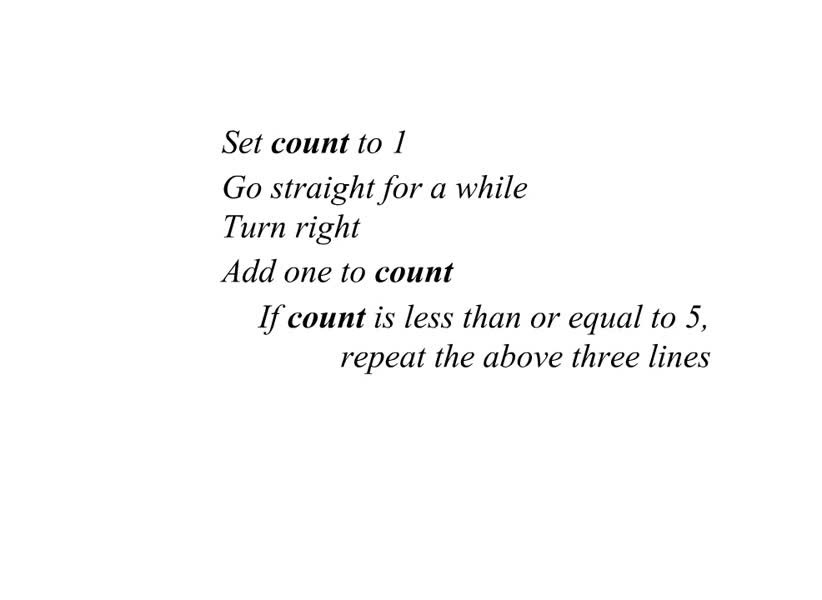 Set count to 1
Go straight for a while
Turn right
Add one to count
If count is less than or equal to 5,
repeat the above three lines